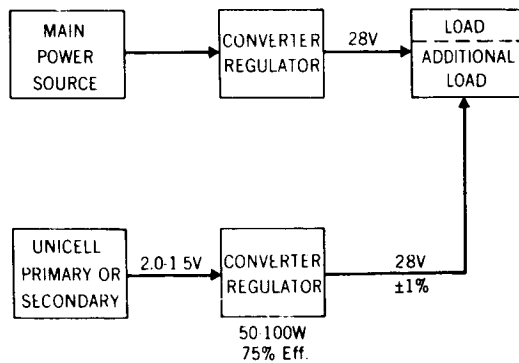 MAIN
POWER
SOURCE
CONVERTER
REGULATOR
28V
LOAD
ADDITIONAL
LOAD
UNICELL
PRIMARY OR
SECONDARY
2.0-1.5V
CONVERTER
REGULATOR
28V
±1%
50-100W
75% Eff.